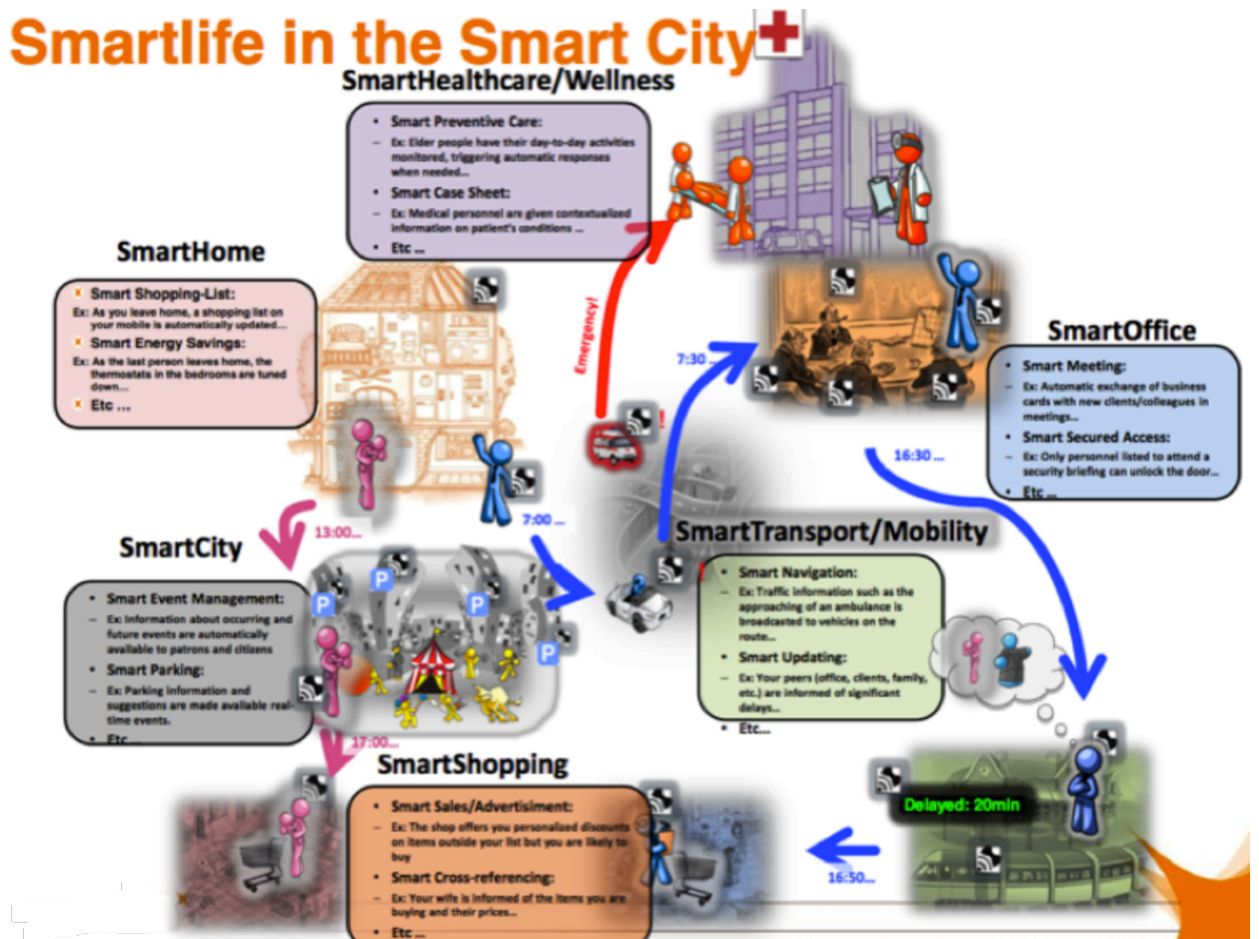 Smartlife in the Smart City
SmartHealthcare/Wellness
• Smart Preventive Care:
– Ex: Elder people have their day-to-day activities
monitored, triggering automatic responses
when needed...
• Smart Case Sheet:
– Ex: Medical personnel are given contextualized
information on patient's conditions ...
• Etc ...
SmartHome
Smart Shopping-List:
Ex: As you leave home, a shopping list on
your mobile is automatically updated...
Smart Energy Savings:
Ex: As the last person leaves home, the
thermostats in the bedrooms are tuned
down...
Etc ...
Emergency!
!!
7:30 ...
SmartOffice
• Smart Meeting:
– Ex: Automatic exchange of business
cards with new clients/colleagues in
meetings...
• Smart Secured Access:
– Ex: Only personnel listed to attend a
security briefing can unlock the door...
• Etc ...
16:30 ...
7:00 ...
13:00...
SmartCity
• Smart Event Management:
– Ex: Information about occurring and
future events are automatically
available to patrons and citizens
• Smart Parking:
– Ex: Parking information and
suggestions are made available real-
time events.
• Etc ...
P
P
P
P
SmartTransport/Mobility
!
• Smart Navigation:
– Ex: Traffic information such as the
approaching of an ambulance is
broadcasted to vehicles on the
route...
• Smart Updating:
– Ex: Your peers (office, clients, family,
etc.) are informed of significant
delays...
• Etc...
17:00...
SmartShopping
• Smart Sales/Advertisiment:
– Ex: The shop offers you personalized discounts
on items outside your list but you are likely to
buy
• Smart Cross-referencing:
– Ex: Your wife is informed of the items you are
buying and their prices...
• Etc ...
Delayed: 20min
16:50...